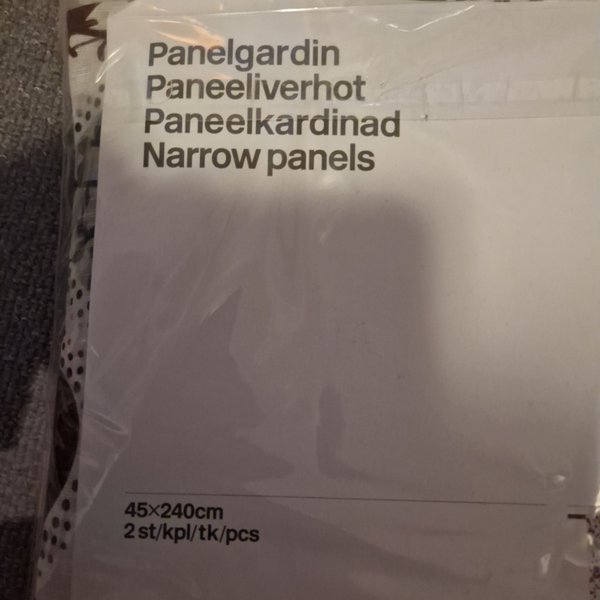 Panelgardin
Paneeliverhot
Paneelkardinad
Narrow panels
45×240cm
2 st/kpl/tk/pcs